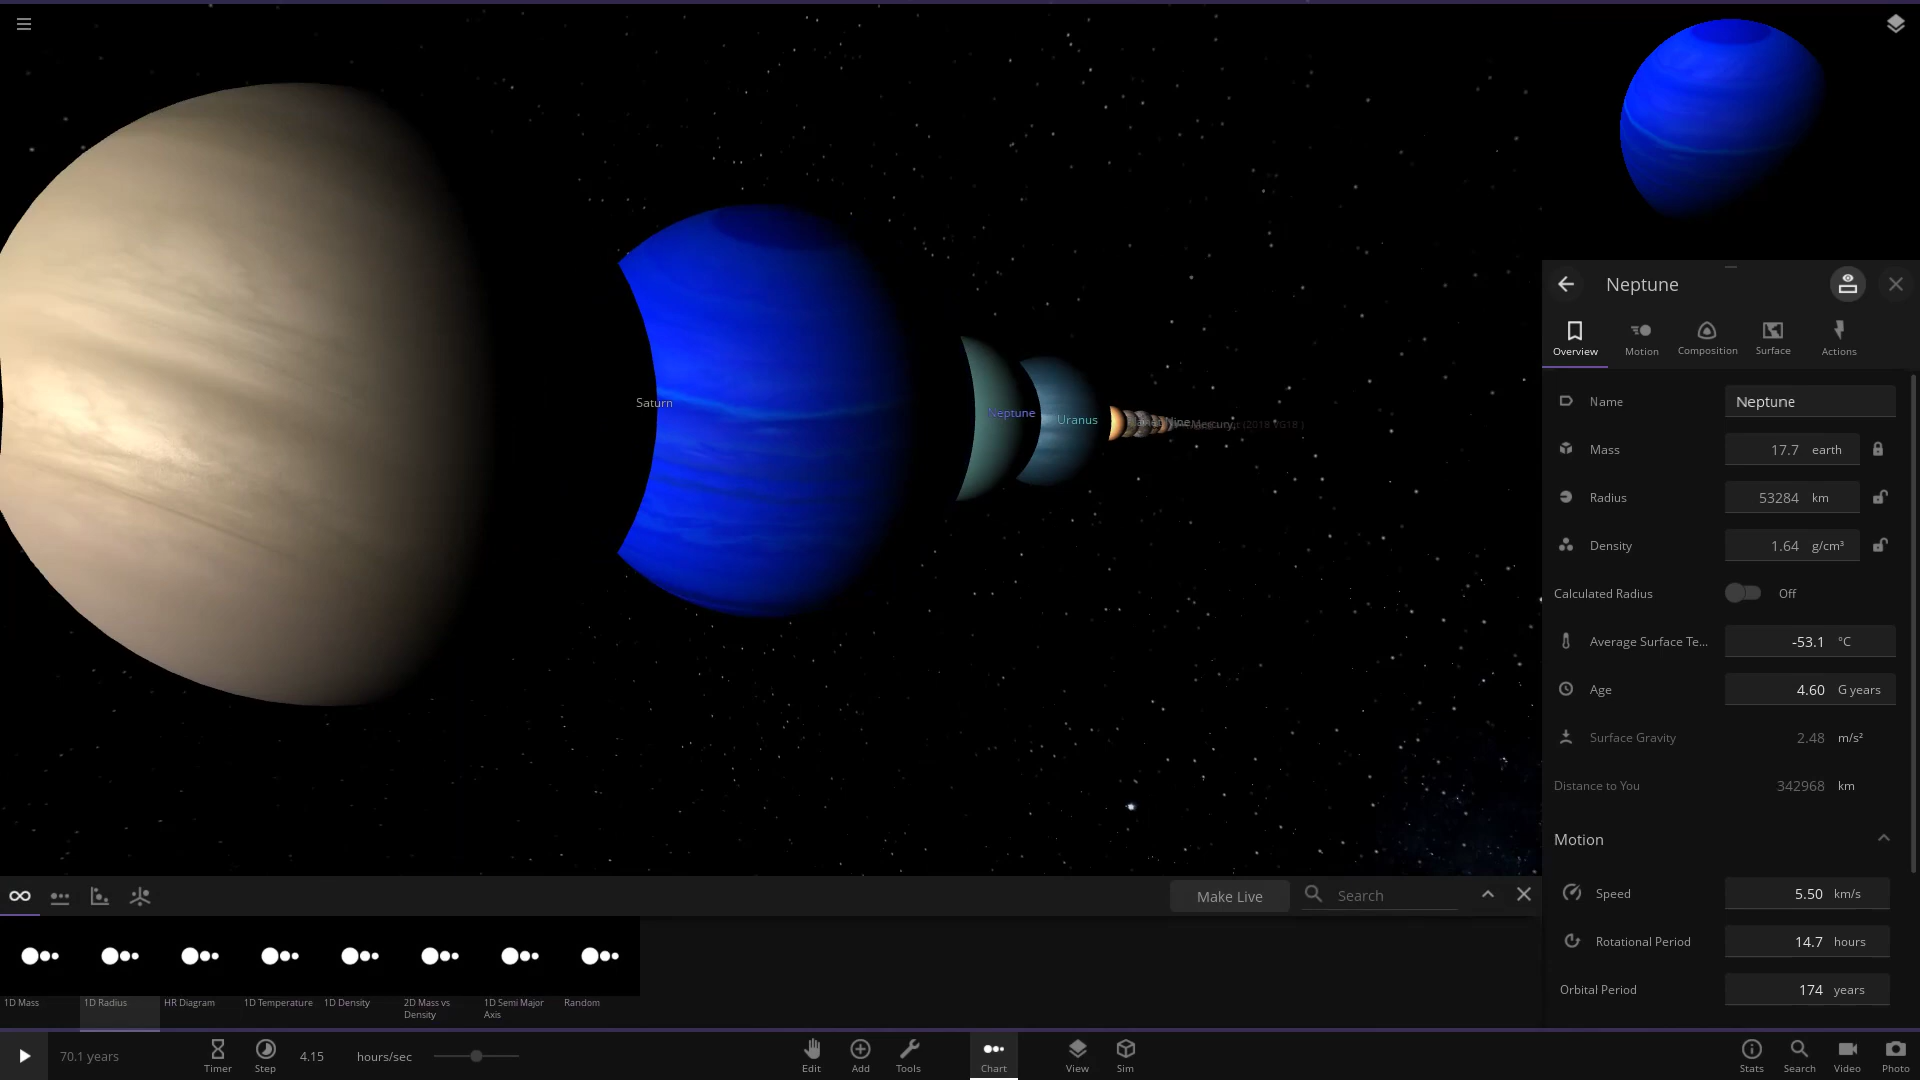 Saturn
Neptune
Uranus
Mercury,
(2018 VG18 )
Neptune
Overview
Motion
Composition
Surface
Actions
Name
Neptune
Mass
17.7 earth
Radius
53284 km
Density
1.64 g/cm³
Calculated Radius
Off
Average Surface Te...
-53.1 °C
Age
4.60 G years
Surface Gravity
2.48 m/s²
Distance to You
342968 km
Motion
Speed
5.50 km/s
Rotational Period
14.7 hours
Orbital Period
174 years
Make Live
Search
1D Mass
1D Radius
HR Diagram
1D Temperature
1D Density
2D Mass vs
Density
1D Semi Major
Axis
Random
70.1 years
Timer
Step
4.15 hours/sec
Edit
Add
Tools
Chart
View
Sim
Stats
Search
Video
Photo